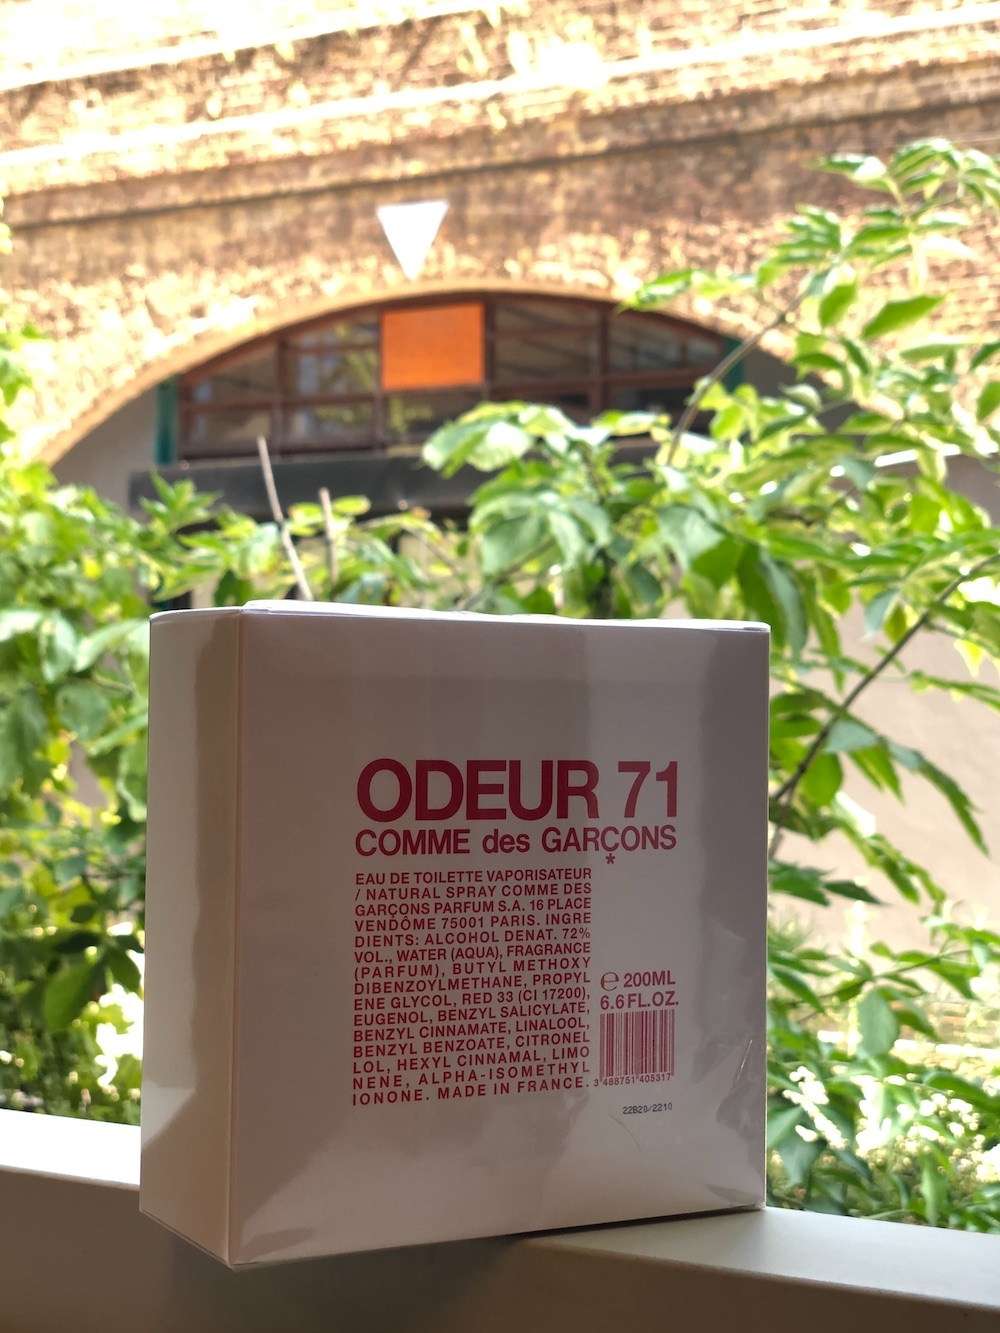 ODEUR 71
COMME des GARÇONS
*
EAU DE TOILETTE VAPORISATEUR
/ NATURAL SPRAY COMME DES
GARÇONS PARFUM S.A. 16 PLACE
VENDÔME 75001 PARIS. INGRE
DIENTS: ALCOHOL DENAT. 72%
VOL., WATER (AQUA), FRAGRANCE
(PARFUM), BUTYL METHOXY
DIBENZOYLMETHANE, PROPYL
ENE GLYCOL, RED 33 (CI 17200),
EUGENOL, BENZYL SALICYLATE,
BENZYL CINNAMATE, LINALOOL,
BENZYL BENZOATE, CITRONEL
LOL, HEXYL CINNAMAL, LIMO
NENE, ALPHA-ISOMETHYL
IONONE. MADE IN FRANCE.
℮ 200ML
6.6FL.OZ.
3 488751 405317
22B20/2210